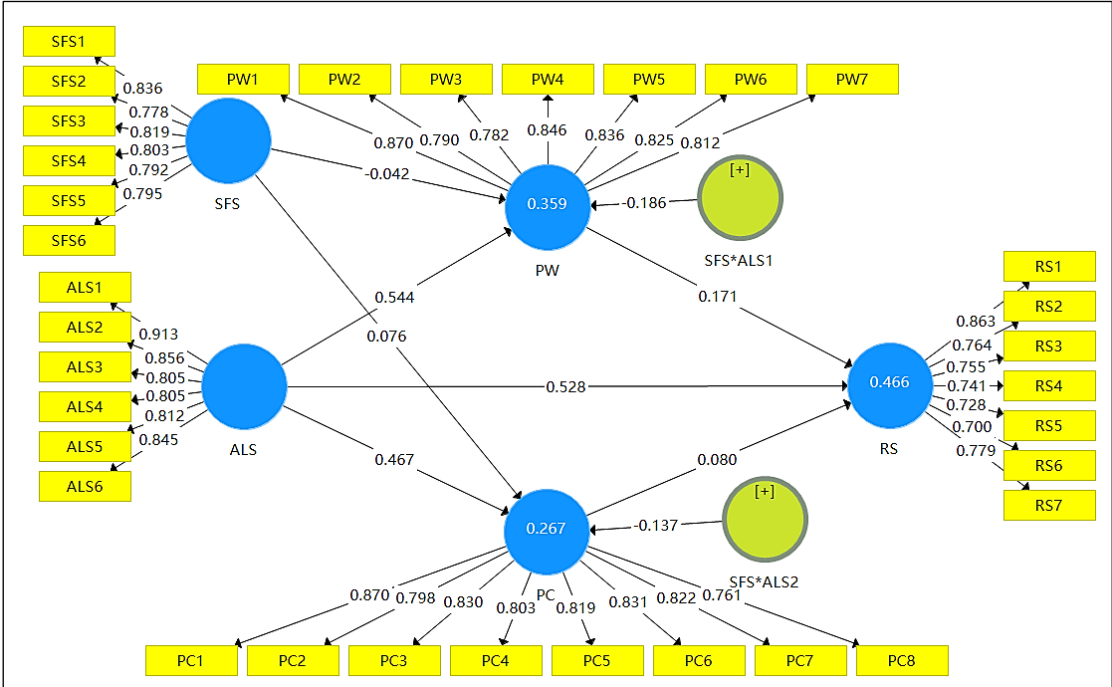 SFS1
SFS2
SFS3
SFS4
SFS5
SFS6
0.836
0.778
0.819
0.803
0.792
0.795
SFS
PW1 PW2 PW3 PW4 PW5 PW6 PW7
0.870 0.790 0.782 0.846 0.836 0.825 0.812
-0.042
0.359
PW
[+]
-0.186
SFS*ALS1
ALS1
ALS2
ALS3
ALS4
ALS5
ALS6
0.913
0.856
0.805
0.805
0.812
0.845
ALS
0.544
0.076
0.171
0.528
0.467
0.080
RS1
RS2
RS3
RS4
RS5
RS6
RS7
0.863
0.764
0.755
0.741
0.728
0.700
0.779
0.466
RS
0.267
PC
[+]
-0.137
SFS*ALS2
0.870 0.798 0.830 0.803 0.819 0.831 0.822 0.761
PC1 PC2 PC3 PC4 PC5 PC6 PC7 PC8